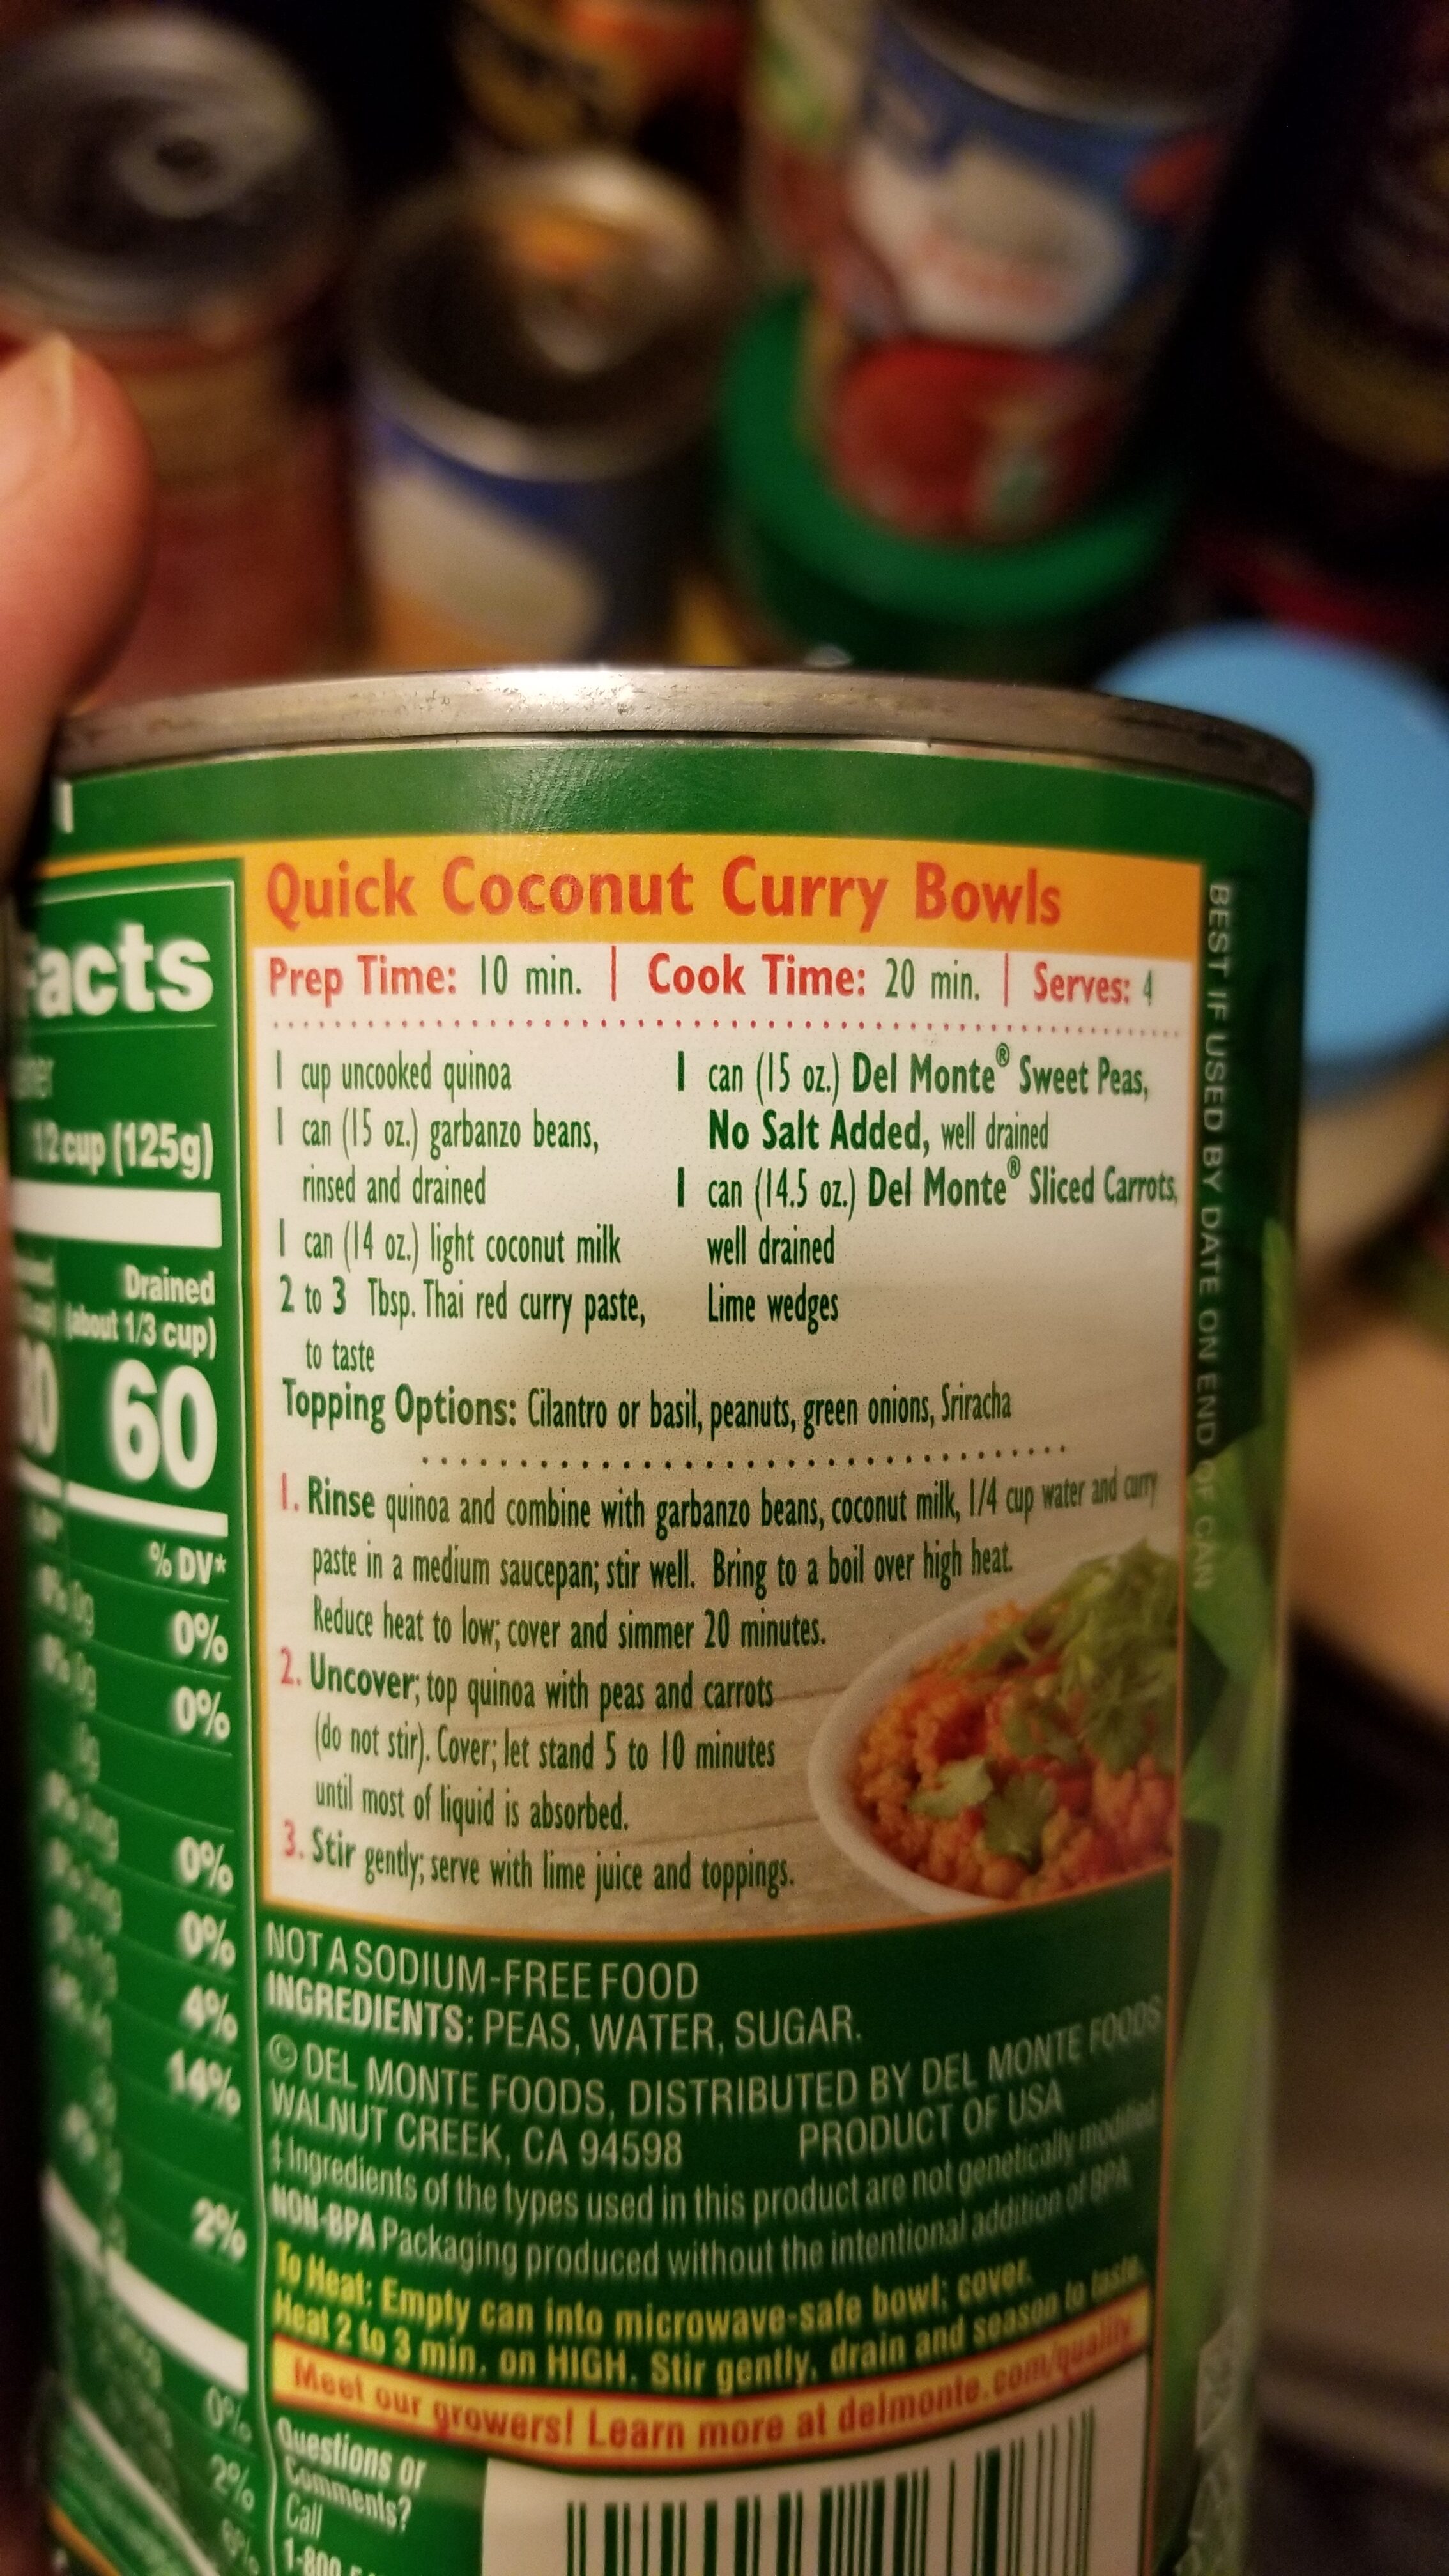 Facts
1/2 cup (125g)
Drained
(about 1/3 cup)
60
% DV*
0%
0%
0%
0%
4%
14%
2%
0%
2%
Quick Coconut Curry Bowls
Prep Time: 10 min. | Cook Time: 20 min. | Serves: 4
1 cup uncooked quinoa
1 can (15 oz.) garbanzo beans,
rinsed and drained
1 can (14 oz.) light coconut milk
2 to 3 Tbsp. Thai red curry paste,
to taste
1 can (15 oz.) Del Monte® Sweet Peas,
No Salt Added, well drained
1 can (14.5 oz.) Del Monte® Sliced Carrots,
well drained
Lime wedges
Topping Options: Cilantro or basil, peanuts, green onions, Sriracha
1. Rinse quinoa and combine with garbanzo beans, coconut milk, 1/4 cup water and curry
paste in a medium saucepan; stir well. Bring to a boil over high heat.
Reduce heat to low; cover and simmer 20 minutes.
2. Uncover; top quinoa with peas and carrots
(do not stir). Cover; let stand 5 to 10 minutes
until most of liquid is absorbed.
3. Stir gently; serve with lime juice and toppings.
NOT A SODIUM-FREE FOOD
INGREDIENTS: PEAS, WATER, SUGAR.
© DEL MONTE FOODS, DISTRIBUTED BY DEL MONTE FOODS
WALNUT CREEK, CA 94598 PRODUCT OF USA
‡ Ingredients of the types used in this product are not genetically modified
NON-BPA Packaging produced without the intentional addition of BPA
To Heat: Empty can into microwave-safe bowl; cover.
Heat 2 to 3 min. on HIGH. Stir gently, drain and season to taste.
Meet our growers! Learn more at delmonte.com/quality
Questions or
Comments?
Call
1-800
BEST IF USED BY DATE ON END OF CAN